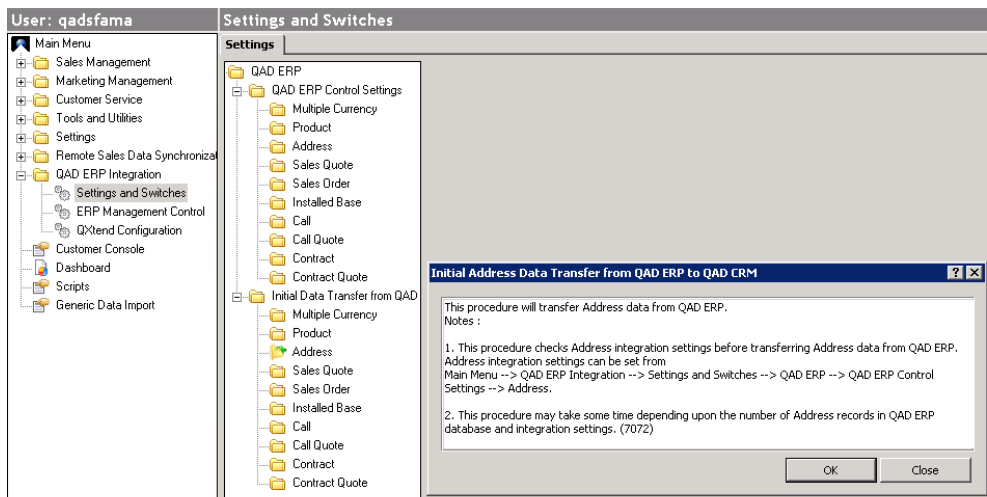 User: qadsfama
Settings and Switches
Main Menu
Sales Management
Marketing Management
Customer Service
Tools and Utilities
Settings
Remote Sales Data Synchronizat
QAD ERP Integration
Settings and Switches
ERP Management Control
QXtend Configuration
Customer Console
Dashboard
Scripts
Generic Data Import
Settings
QAD ERP
QAD ERP Control Settings
Multiple Currency
Product
Address
Sales Quote
Sales Order
Installed Base
Call
Call Quote
Contract
Contract Quote
Initial Data Transfer from QAD
Multiple Currency
Product
Address
Sales Quote
Sales Order
Installed Base
Call
Call Quote
Contract
Contract Quote
Initial Address Data Transfer from QAD ERP to QAD CRM
This procedure will transfer Address data from QAD ERP.
Notes :
1. This procedure checks Address integration settings before transferring Address data from QAD ERP.
Address integration settings can be set from
Main Menu --> QAD ERP Integration --> Settings and Switches --> QAD ERP --> QAD ERP Control
Settings --> Address.
2. This procedure may take some time depending upon the number of Address records in QAD ERP
database and integration settings. (7072)
OK
Close